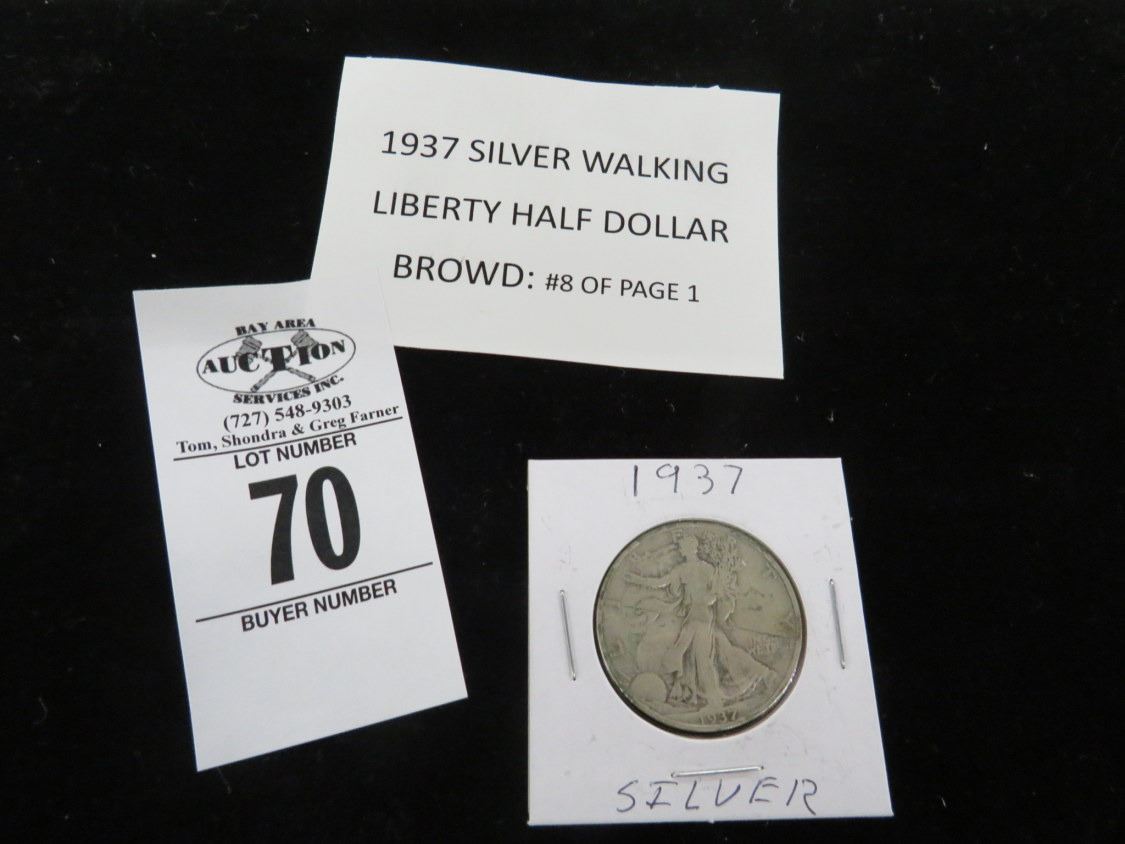 1937 SILVER WALKING
LIBERTY HALF DOLLAR
BROWD: #8 OF PAGE 1
BAY AREA
AUCTION
SERVICES INC.
(727) 548-9303
Tom, Shondra & Greg Farner
LOT NUMBER
70
BUYER NUMBER
1937
1937
SILVER